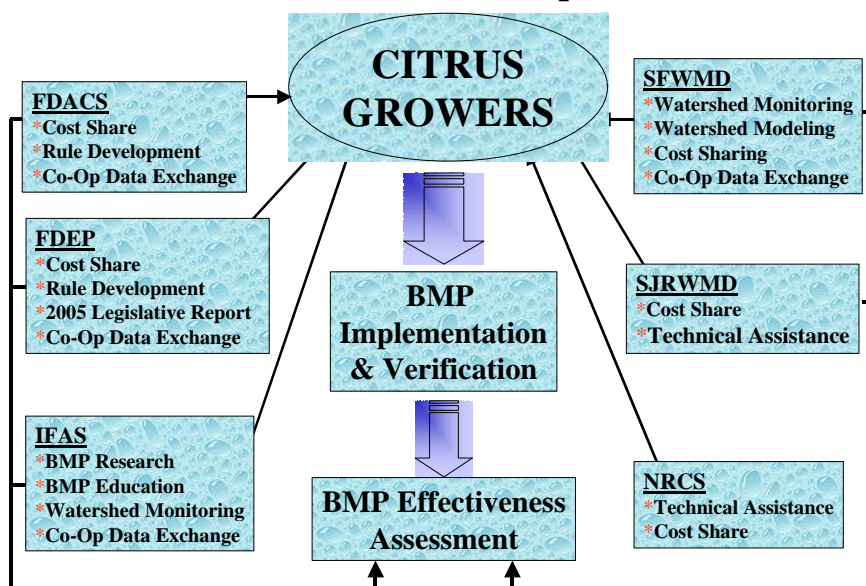 CITRUS
GROWERS
FDACS
*Cost Share
*Rule Development
*Co-Op Data Exchange
FDEP
*Cost Share
*Rule Development
*2005 Legislative Report
*Co-Op Data Exchange
IFAS
*BMP Research
*BMP Education
*Watershed Monitoring
*Co-Op Data Exchange
BMP
Implementation
& Verification
BMP Effectiveness
Assessment
SFWMD
*Watershed Monitoring
*Watershed Modeling
*Cost Sharing
*Co-Op Data Exchange
SJRWMD
*Cost Share
*Technical Assistance
NRCS
*Technical Assistance
*Cost Share